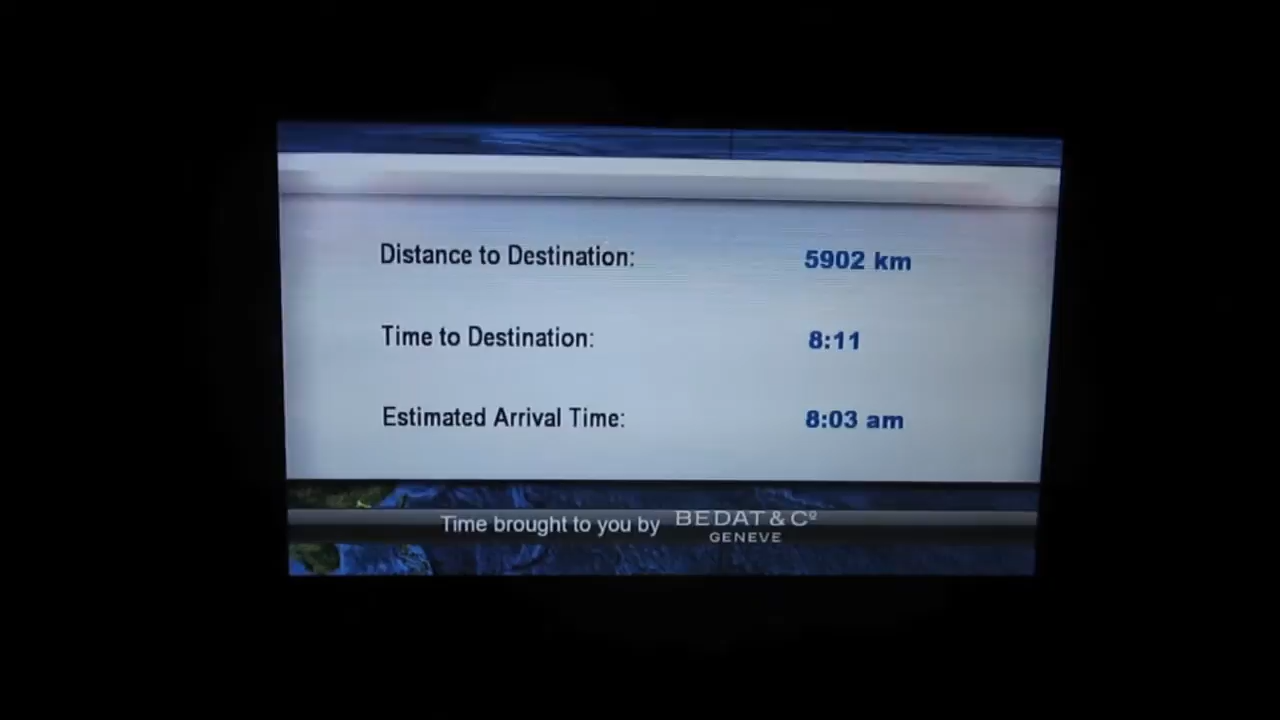 Distance to Destination: 5902 km
Time to Destination: 8:11
Estimated Arrival Time: 8:03 am
Time brought to you by BEDAT & Cº
GENEVE